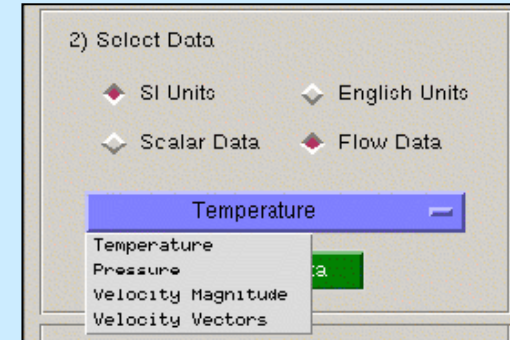 2) Select Data
SI Units English Units
Scalar Data Flow Data
Temperature
Temperature
Pressure
Velocity Magnitude
Velocity Vectors